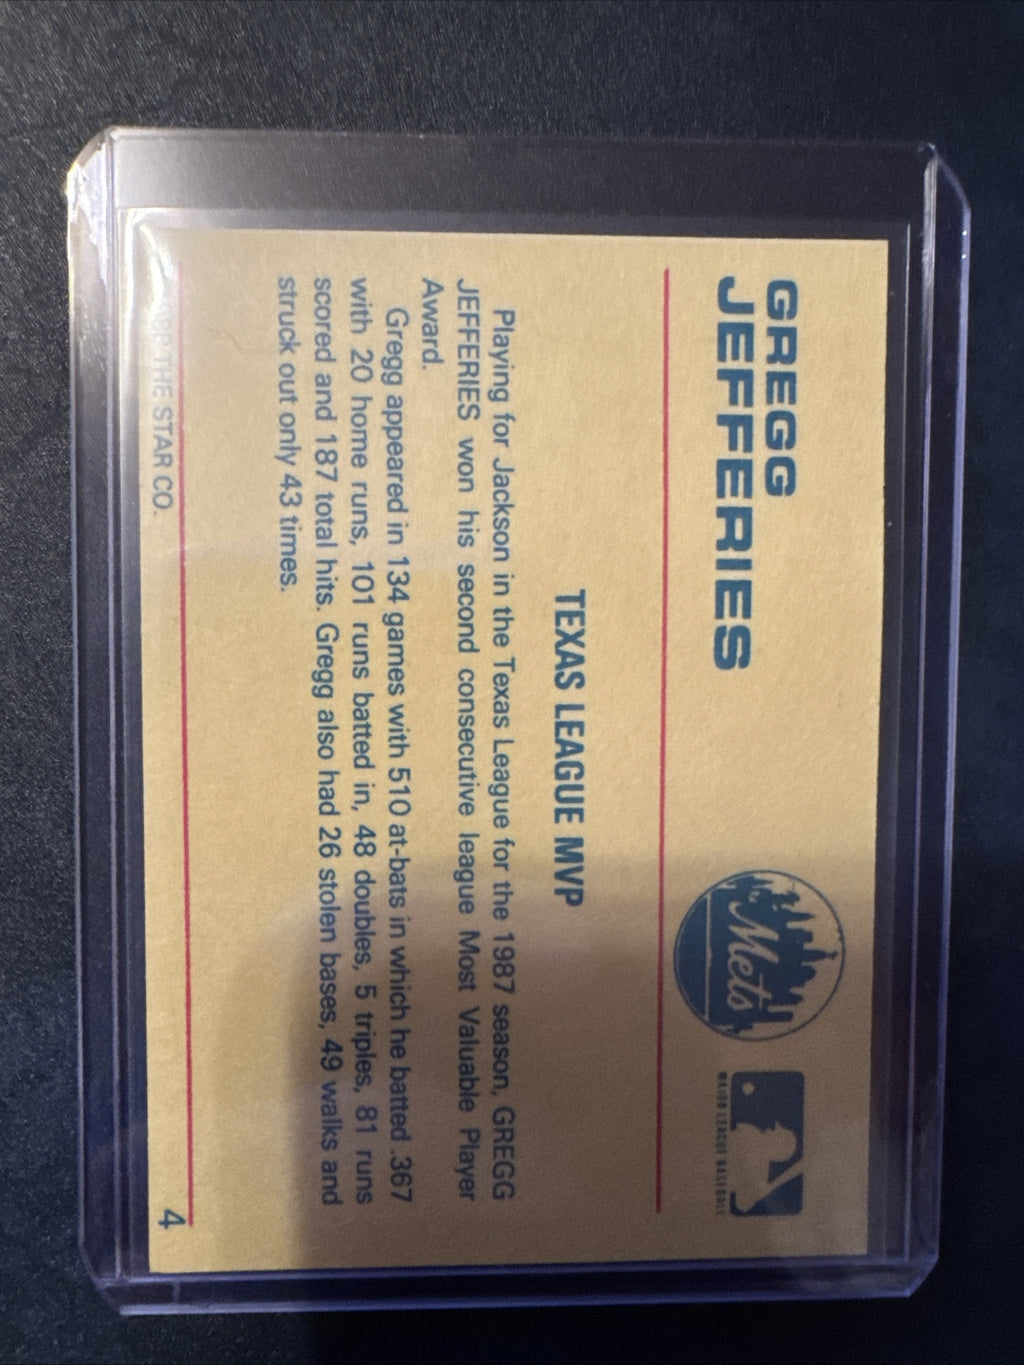 GREGG
JEFFERIES
Mets
MAJOR LEAGUE BASEBALL
TEXAS LEAGUE MVP
Playing for Jackson in the Texas League for the 1987 season, GREGG
JEFFERIES won his second consecutive league Most Valuable Player
Award.
Gregg appeared in 134 games with 510 at-bats in which he batted .367
with 20 home runs, 101 runs batted in, 48 doubles, 5 triples, 81 runs
scored and 187 total hits. Gregg also had 26 stolen bases, 49 walks and
struck out only 43 times.
THE STAR CO.
4